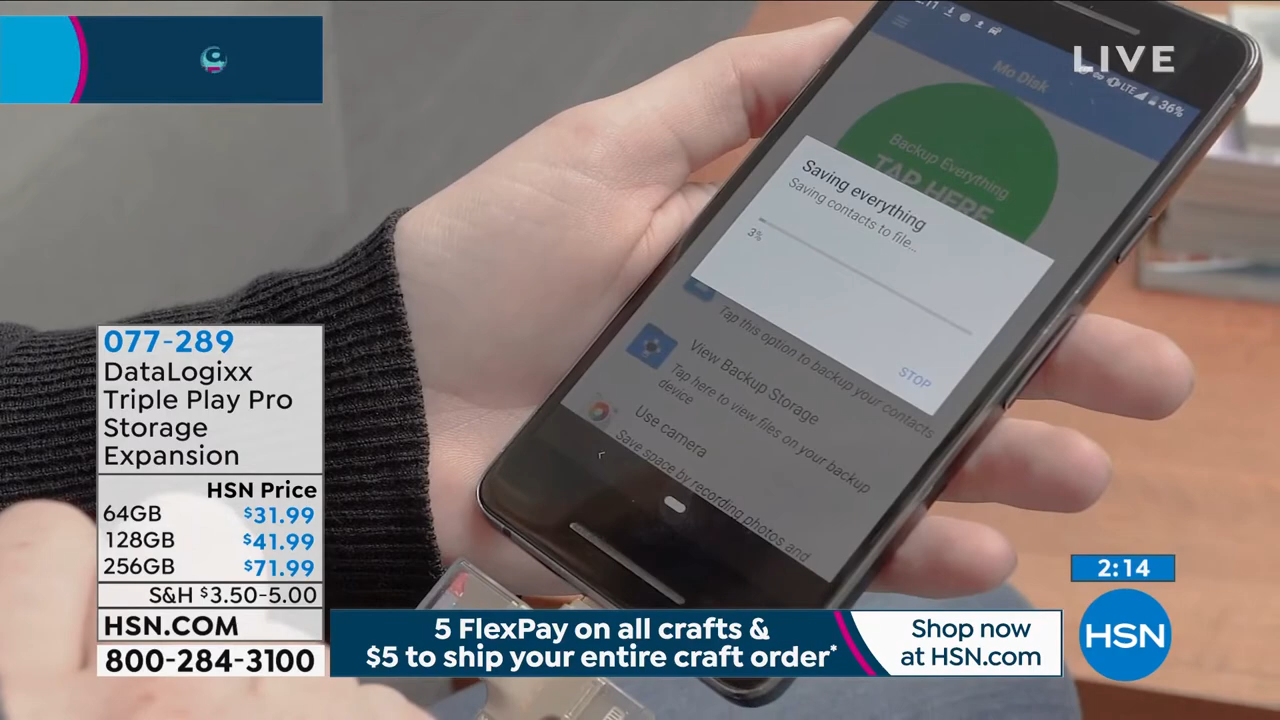 LIVE
Mo Disk
LTE
36%
Backup Everything
TAP HERE
Saving everything
Saving contacts to file...
3%
STOP
Tap this option to backup your contacts
View Backup Storage
Tap here to view files on your backup
device
Use camera
Save space by recording photos and
077-289
DataLogixx
Triple Play Pro
Storage
Expansion
HSN Price
64GB $31.99
128GB $41.99
256GB $71.99
S&H $3.50-5.00
HSN.COM
800-284-3100
5 FlexPay on all crafts &
$5 to ship your entire craft order*
Shop now
at HSN.com
2:14
HSN